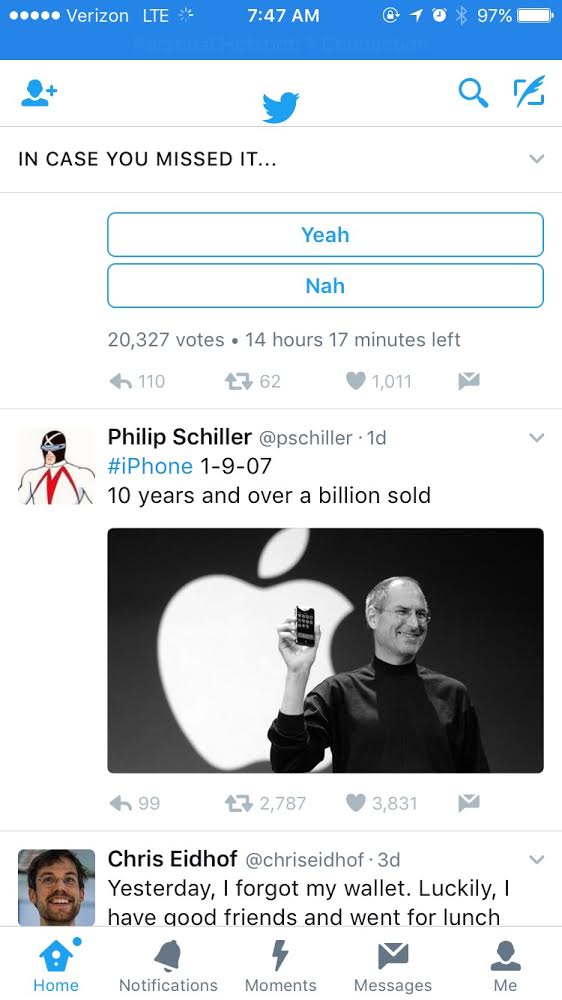 Verizon LTE 7:47 AM 97%
IN CASE YOU MISSED IT...
Yeah
Nah
20,327 votes • 14 hours 17 minutes left
110 62 1,011
Philip Schiller @pschiller · 1d
#iPhone 1-9-07
10 years and over a billion sold
99 2,787 3,831
Chris Eidhof @chriseidhof · 3d
Yesterday, I forgot my wallet. Luckily, I
have good friends and went for lunch
Home Notifications Moments Messages Me